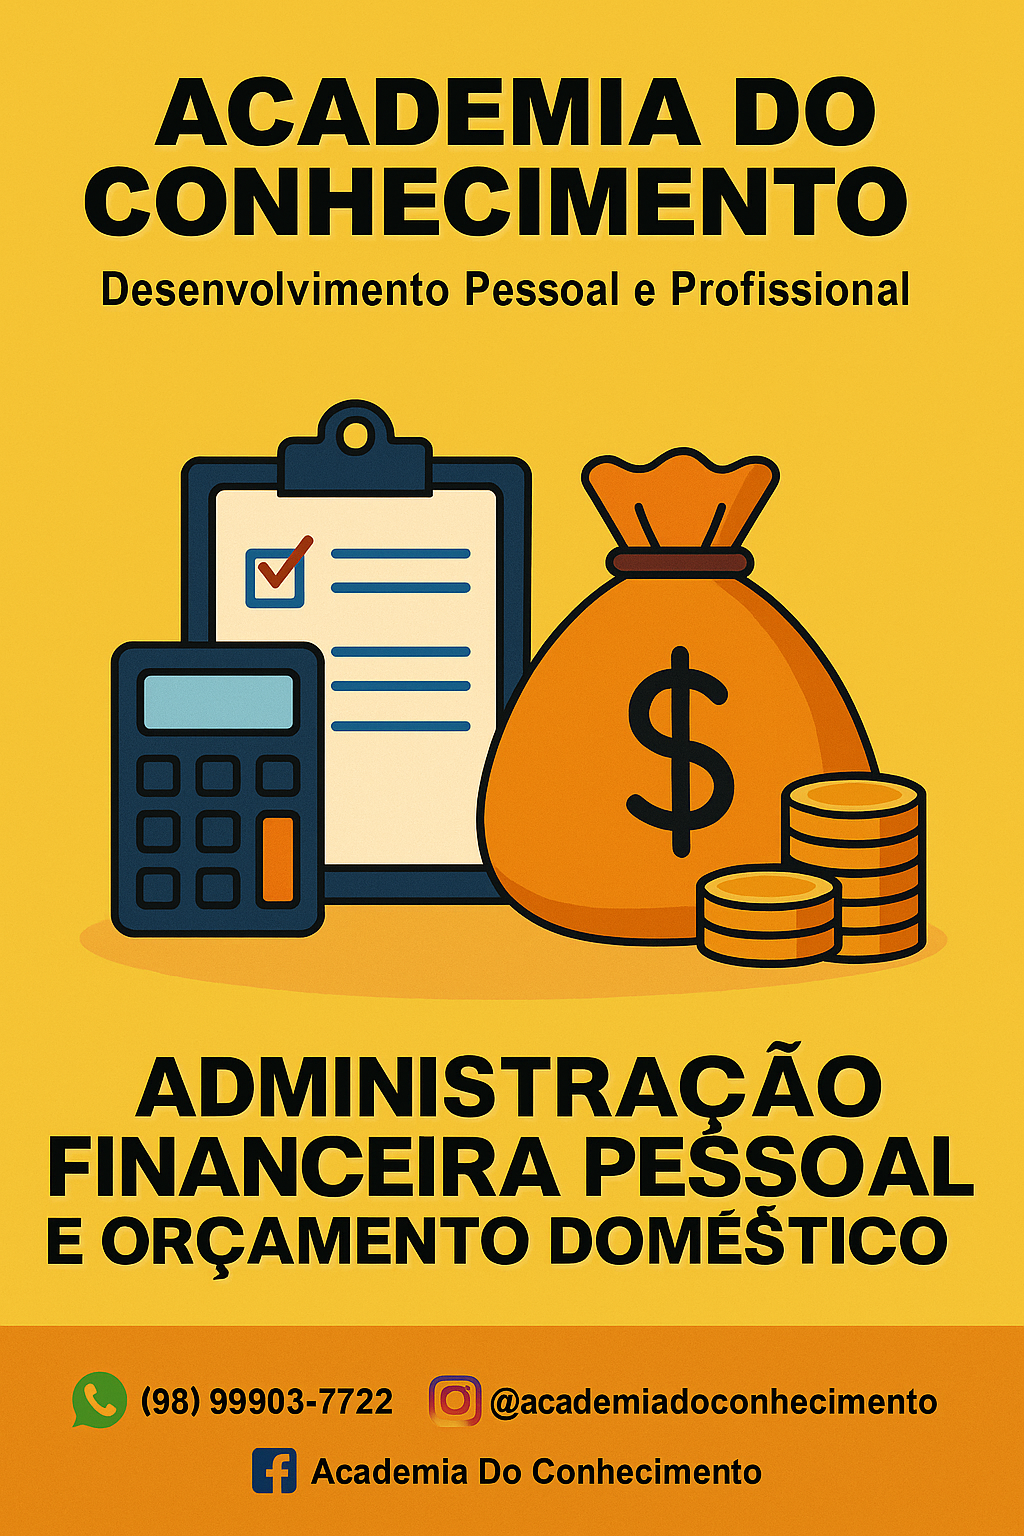 ACADEMIA DO
CONHECIMENTO
Desenvolvimento Pessoal e Profissional
$
ADMINISTRAÇÃO
FINANCEIRA PESSOAL
E ORÇAMENTO DOMÉSTICO
(98) 99903-7722 @academiadoconhecimento
Academia Do Conhecimento